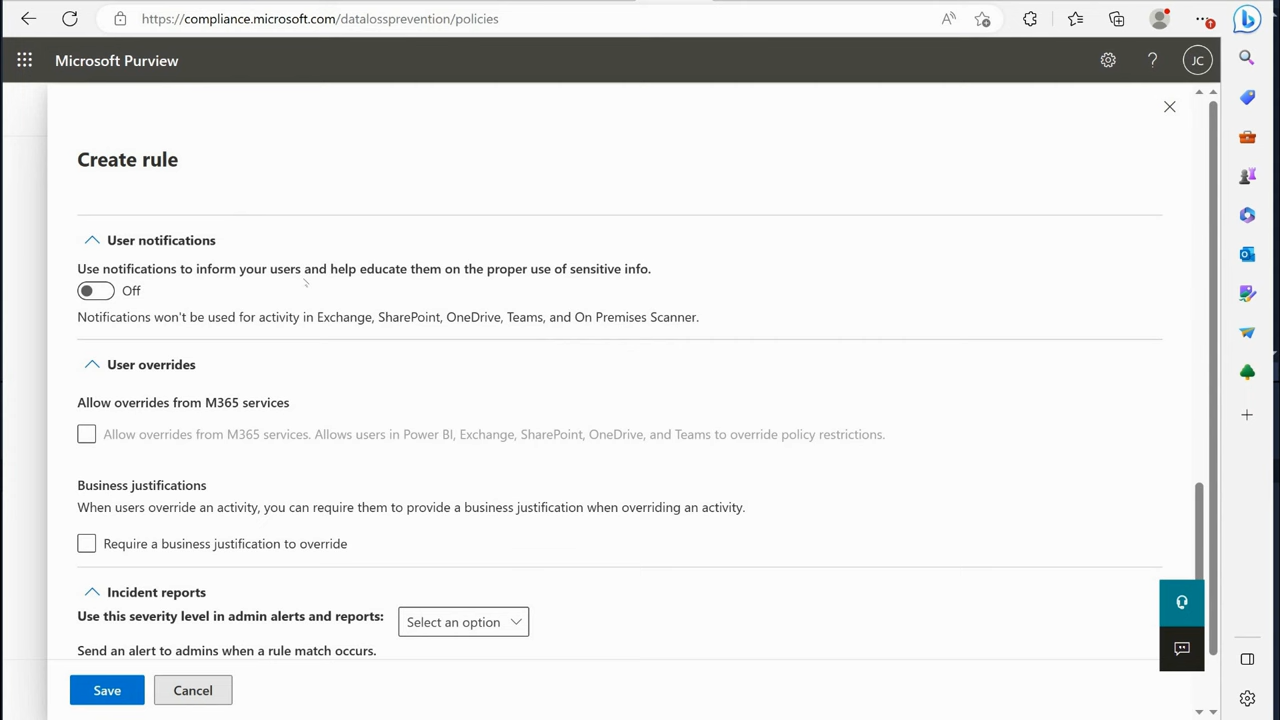 https://compliance.microsoft.com/datalossprevention/policies
Microsoft Purview
JC
Create rule
User notifications
Use notifications to inform your users and help educate them on the proper use of sensitive info.
Off
Notifications won't be used for activity in Exchange, SharePoint, OneDrive, Teams, and On Premises Scanner.
User overrides
Allow overrides from M365 services
Allow overrides from M365 services. Allows users in Power BI, Exchange, SharePoint, OneDrive, and Teams to override policy restrictions.
Business justifications
When users override an activity, you can require them to provide a business justification when overriding an activity.
Require a business justification to override
Incident reports
Use this severity level in admin alerts and reports:
Select an option
Send an alert to admins when a rule match occurs.
Save
Cancel